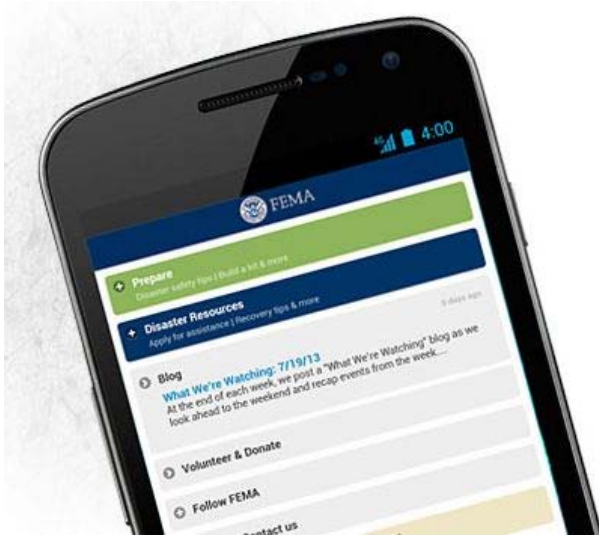 4G 4:00
FEMA
Prepare
Disaster safety tips | Build a kit & more
Disaster Resources
Apply for assistance | Recovery tips & more
Blog
5 days ago
What We're Watching: 7/19/13
At the end of each week, we post a "What We're Watching" blog as we
look ahead to the weekend and recap events from the week....
Volunteer & Donate
Follow FEMA
Contact us